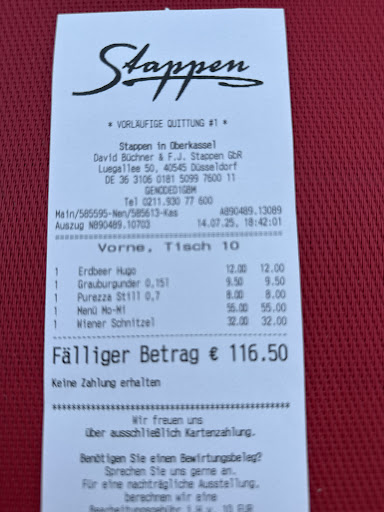 Stappen
* VORLÄUFIGE QUITTUNG #1 *
Stappen in Oberkassel
David Büchner & F.J. Stappen GbR
Luegallee 50, 40545 Düsseldorf
DE 36 3106 0181 5099 7600 11
GENODED1GBM
Tel 0211.930 77 600
Main/585595-Nen/585613-Kas A890489.13089
Auszug N890489.10703 14.07.25, 18:42:01
Vorne, Tisch 10
1 Erdbeer Hugo 12.00 12.00
1 Grauburgunder 0,15l 9.50 9.50
1 Purezza Still 0,7 8.00 8.00
1 Menü Mo-Mi 55.00 55.00
1 Wiener Schnitzel 32.00 32.00
Fälliger Betrag € 116.50
Keine Zahlung erhalten
Wir freuen uns
über ausschließlich Kartenzahlung.
Benötigen Sie einen Bewirtungsbeleg?
Sprechen Sie uns gerne an.
Für eine nachträgliche Ausstellung,
berechnen wir eine
Bearbeitungsgebühr i.H.v. 10 EUR